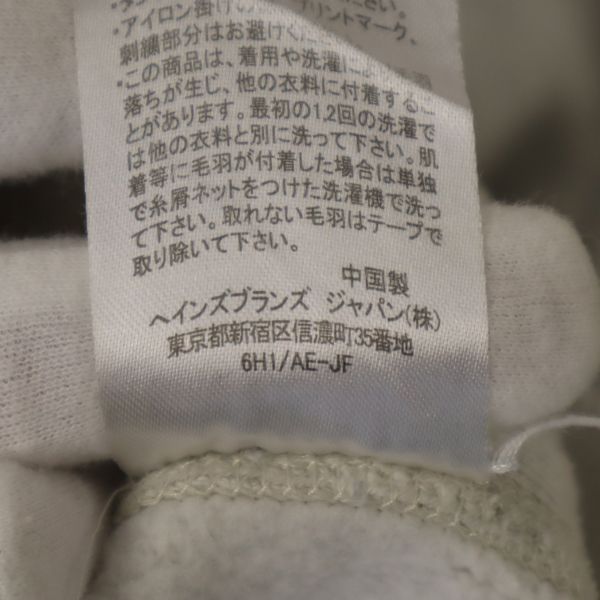 さい。
・アイロン掛けの
プリントマーク、
刺繍部分はお避けくだ
・この商品は、着用や洗濯によ
落ちが生じ、他の衣料に付着するこ
とがあります。最初の1,2回の洗濯で
は他の衣料と別に洗って下さい。肌
着等に毛羽が付着した場合は単独
で糸屑ネットをつけた洗濯機で洗っ
て下さい。取れない毛羽はテープで
取り除いて下さい。
中国製
ヘインズブランズ ジャパン(株)
東京都新宿区信濃町35番地
6H1/AE-JF